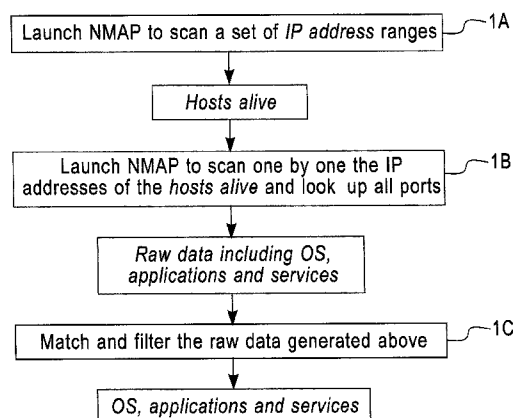 Launch NMAP to scan a set of IP address ranges
1A
Hosts alive
Launch NMAP to scan one by one the IP
addresses of the hosts alive and look up all ports
1B
Raw data including OS,
applications and services
Match and filter the raw data generated above
1C
OS, applications and services